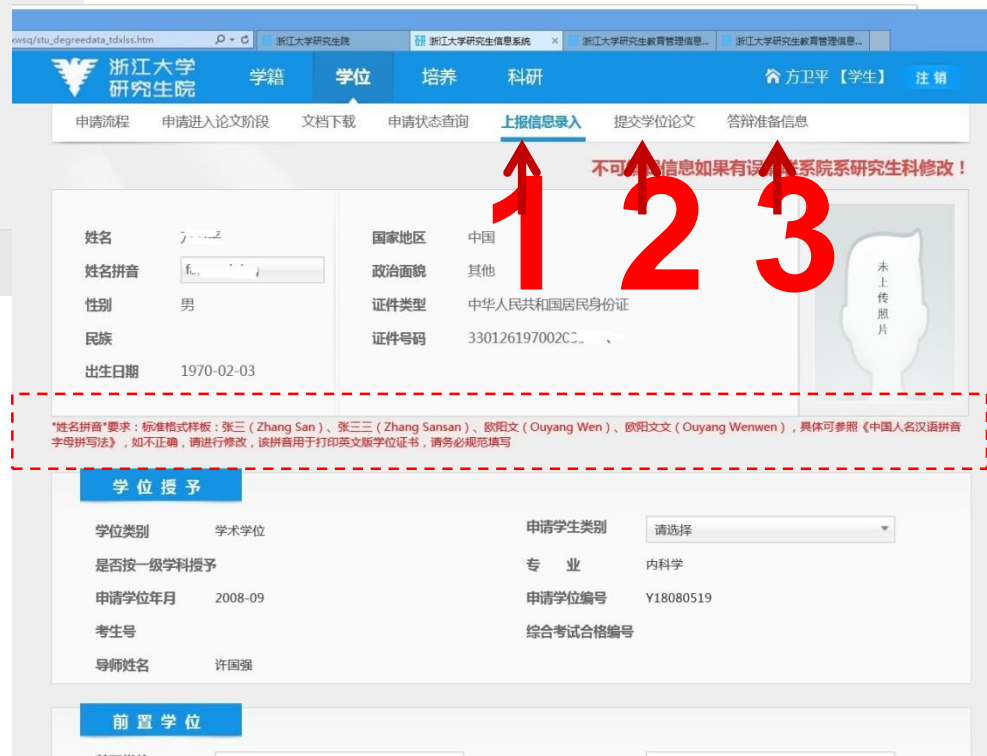 wsq/stu_degreedata_tdxlss.htm
浙江大学研究生院
浙江大学研究生信息系统 ×
浙江大学研究生教育管理信息...
浙江大学研究生教育管理信息...
浙江大学
研究生院
学籍 学位 培养 科研
方卫平【学生】 注 销
申请流程 申请进入论文阶段 文档下载 申请状态查询 上报信息录入 提交学位论文 答辩准备信息
不可 信息如果有误 系院系研究生科修改！
1 2 3
姓名 国家地区 中国
姓名拼音 政治面貌 其他
性别 男 证件类型 中华人民共和国居民身份证
民族 证件号码 33012619700203
出生日期 1970-02-03
未上传照片
"姓名拼音"要求：标准格式样板：张三（Zhang San）、张三三（Zhang Sansan）、欧阳文（Ouyang Wen）、欧阳文文（Ouyang Wenwen），具体可参照《中国人名汉语拼音
字母拼写法》，如不正确，请进行修改，该拼音用于打印英文版学位证书，请务必规范填写
学 位 授 予
学位类别 学术学位 申请学生类别 请选择
是否按一级学科授予 专 业 内科学
申请学位年月 2008-09 申请学位编号 Y18080519
考生号 综合考试合格编号
导师姓名 许国强
前 置 学 位